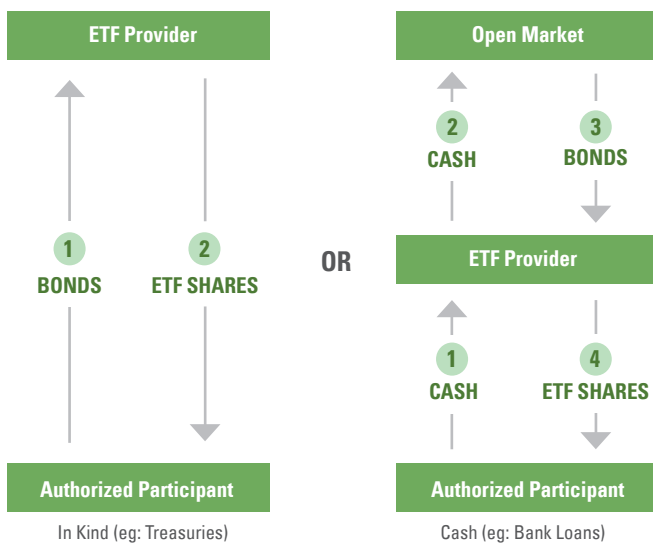 ETF Provider
1
BONDS
2
ETF SHARES
Authorized Participant
In Kind (eg: Treasuries)
OR
Open Market
2
CASH
3
BONDS
ETF Provider
1
CASH
4
ETF SHARES
Authorized Participant
Cash (eg: Bank Loans)